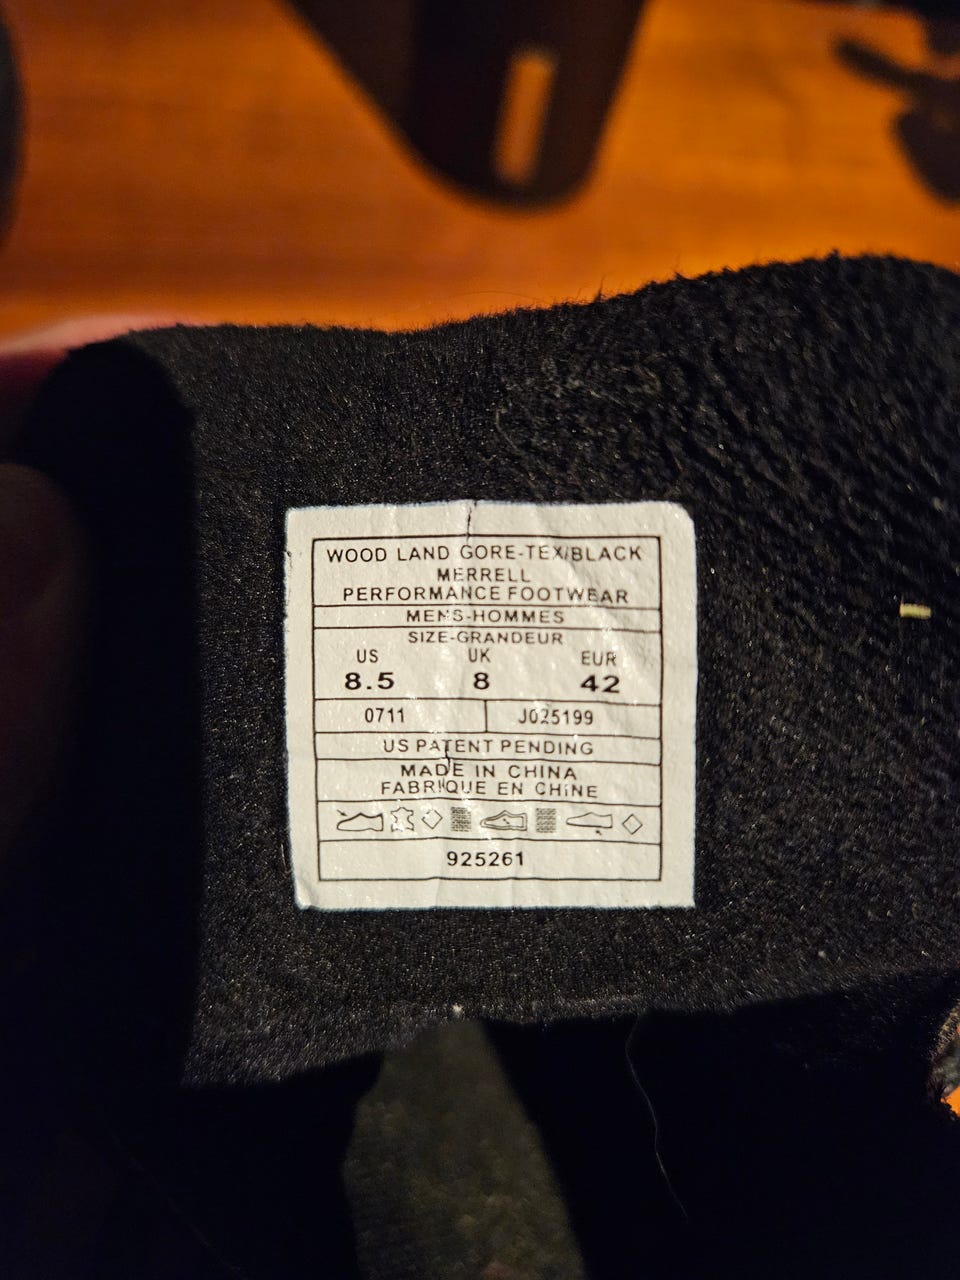 WOOD LAND GORE-TEX/BLACK
MERRELL
PERFORMANCE FOOTWEAR
MENS-HOMMES
SIZE-GRANDEUR
US UK EUR
8.5 8 42
0711 J025199
US PATENT PENDING
MADE IN CHINA
FABRIQUE EN CHINE
925261